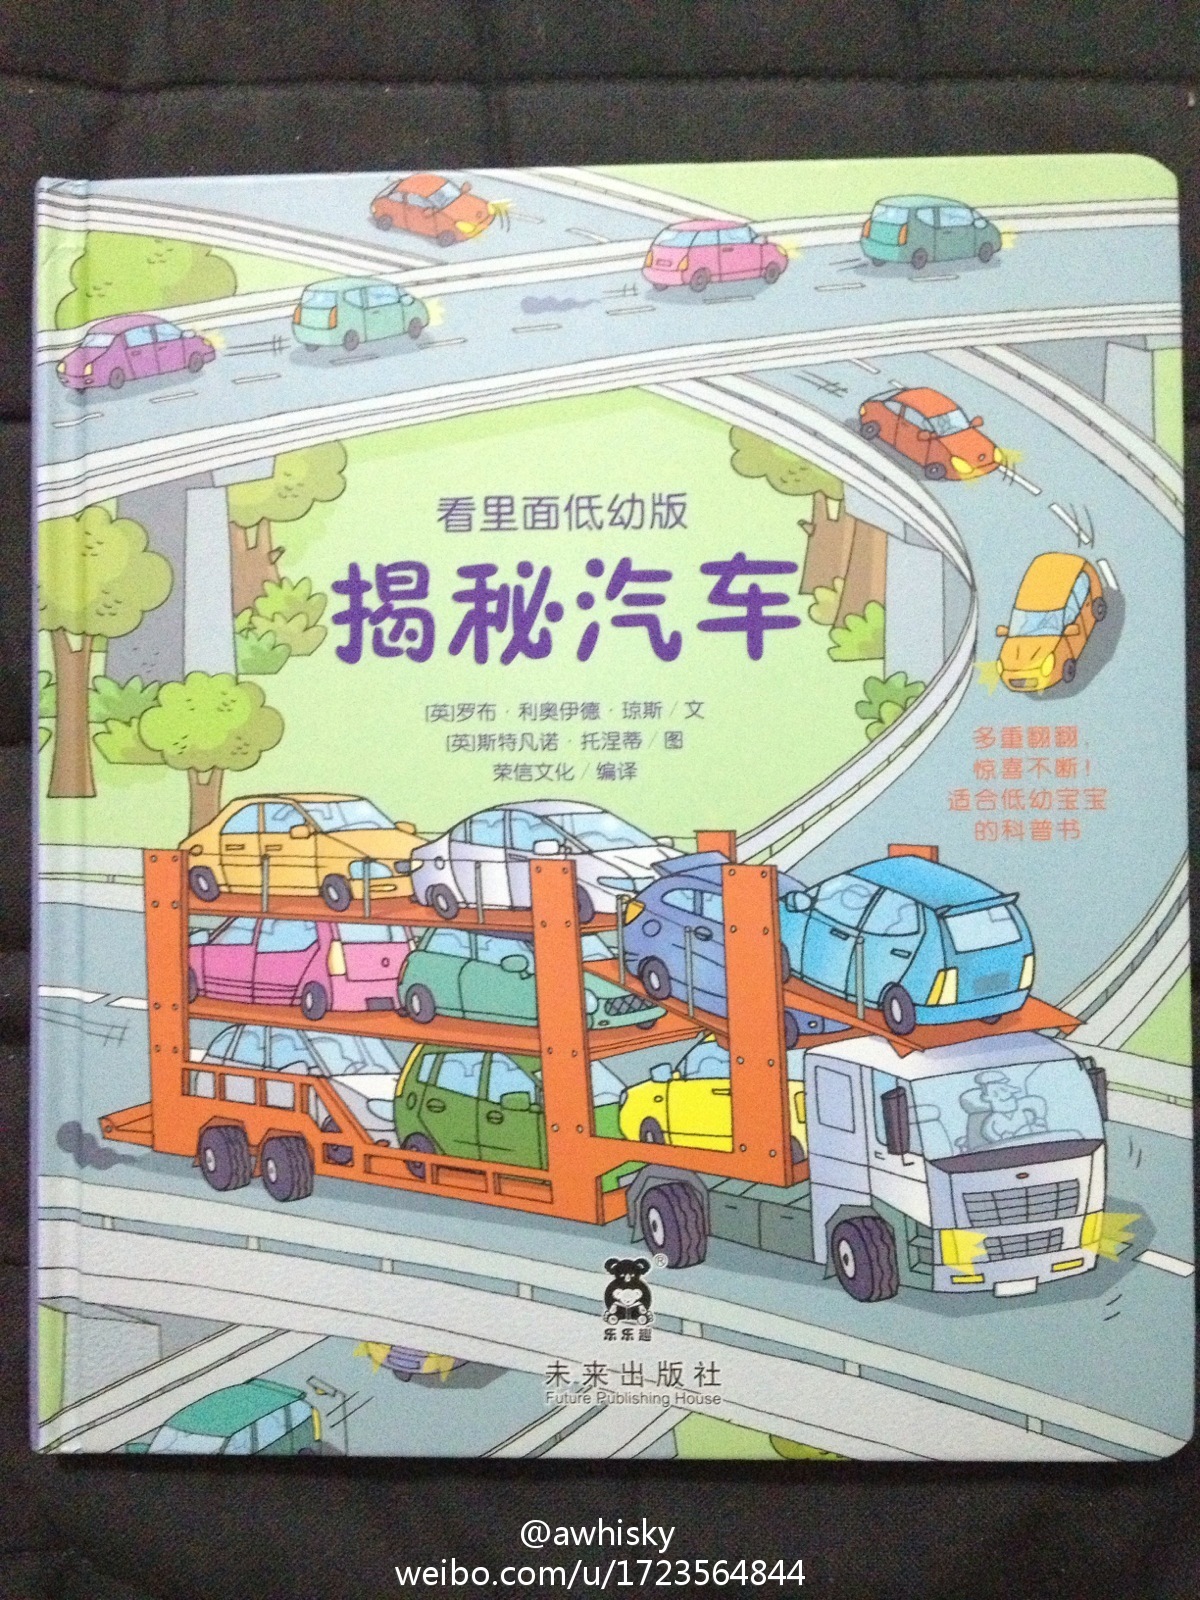 看里面低幼版
揭秘汽车
[英]罗布·利奥伊德·琼斯/文
[英]斯特凡诺·托涅蒂/图
荣信文化/编译
多重翻翻,
惊喜不断!
适合低幼宝宝
的科普书
®
乐乐趣
未来出版社
Future Publishing House
@awhisky
weibo.com/u/1723564844